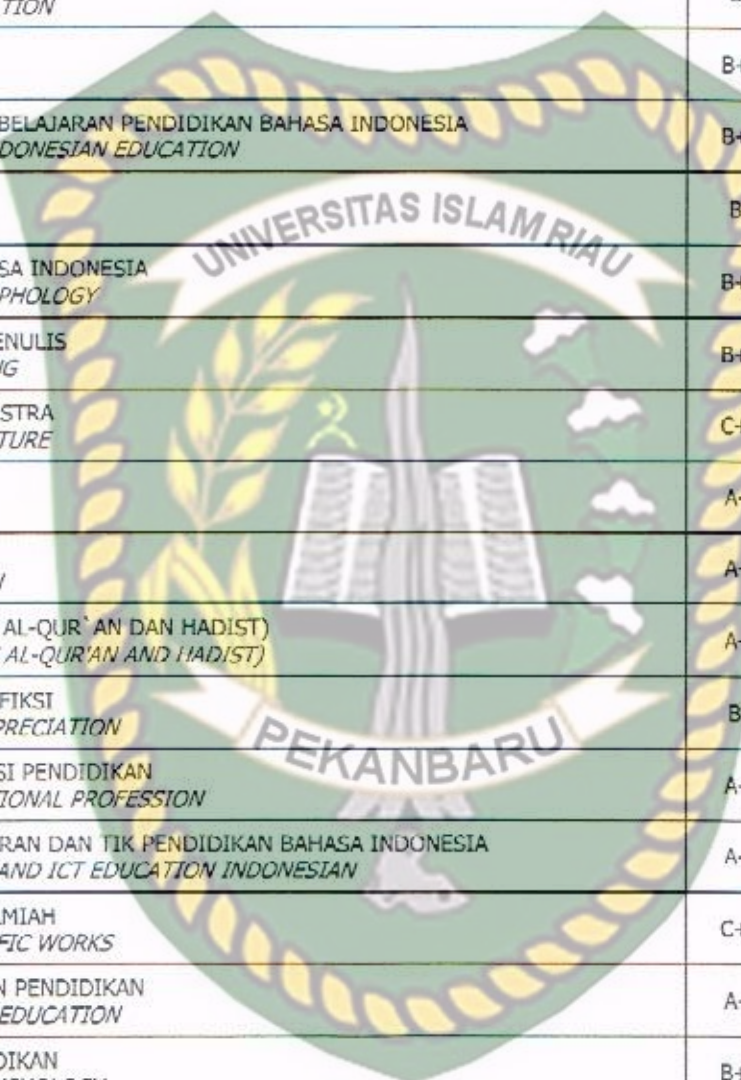 TION
B+
BELAJARAN PENDIDIKAN BAHASA INDONESIA
DONESIAN EDUCATION
B+
UNIVERSITAS ISLAM RIAU
B
SA INDONESIA
PHOLOGY
B+
ENULIS
NG
B+
STRA
TURE
C+
A-
A-
AL-QUR`AN DAN HADIST)
AL-QUR'AN AND HADIST)
A-
FIKSI
PRECIATION
B
PEKANBARU
SI PENDIDIKAN
TIONAL PROFESSION
A-
RAN DAN TIK PENDIDIKAN BAHASA INDONESIA
AND ICT EDUCATION INDONESIAN
A-
MIAH
FIC WORKS
C+
N PENDIDIKAN
EDUCATION
A-
DIKAN
B+